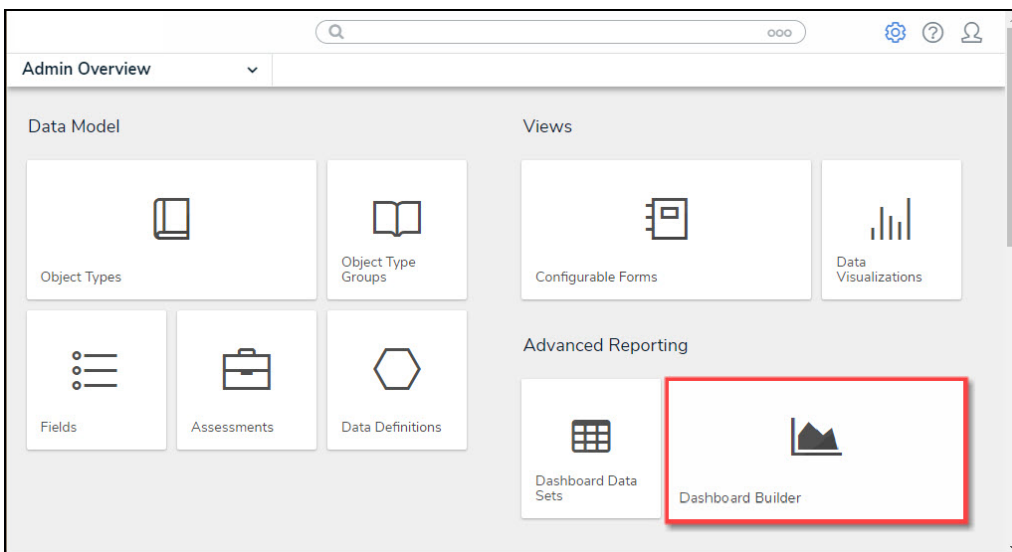 Admin Overview
Data Model
Object Types
Object Type
Groups
Fields
Assessments
Data Definitions
Views
Configurable Forms
Data
Visualizations
Advanced Reporting
Dashboard Data
Sets
Dashboard Builder